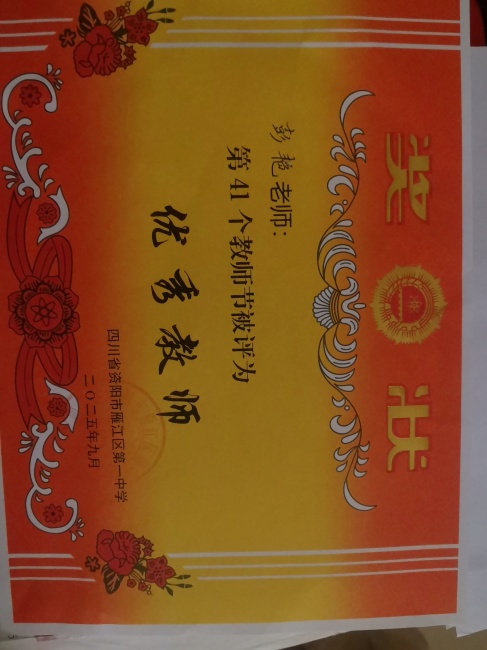 奖状
彭艳老师：
第41个教师节被评为
优秀教师
四川省资阳市雁江区第一中学
二〇二五年九月